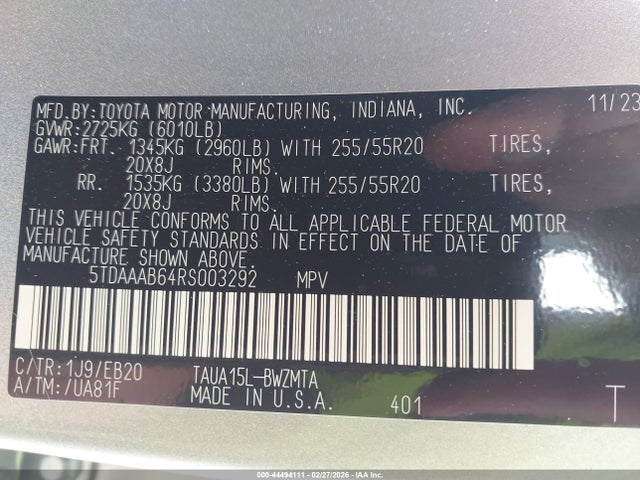 MFD.BY:TOYOTA MOTOR MANUFACTURING, INDIANA, INC. 11/23
GVWR:2725KG (6010LB)
GAWR:FRT. 1345KG (2960LB) WITH 255/55R20 TIRES,
20X8J RIMS.
RR. 1535KG (3380LB) WITH 255/55R20 TIRES,
20X8J RIMS.
THIS VEHICLE CONFORMS TO ALL APPLICABLE FEDERAL MOTOR
VEHICLE SAFETY STANDARDS IN EFFECT ON THE DATE OF
MANUFACTURE SHOWN ABOVE.
5TDAAAB64RS003292 MPV
C/TR:1J9/EB20 TAUA15L-BWZMTA
A/TM:/UA81F MADE IN U.S.A. 401 T
000-44494111 - 02/27/2026 - IAA Corp.